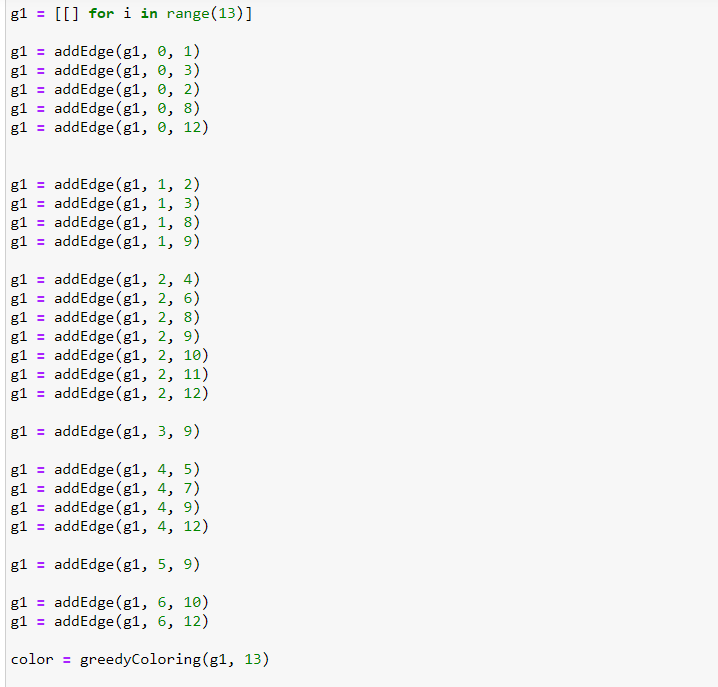 g1 = [[] for i in range(13)]
g1 = addEdge(g1, 0, 1)
g1 = addEdge(g1, 0, 3)
g1 = addEdge(g1, 0, 2)
g1 = addEdge(g1, 0, 8)
g1 = addEdge(g1, 0, 12)
g1 = addEdge(g1, 1, 2)
g1 = addEdge(g1, 1, 3)
g1 = addEdge(g1, 1, 8)
g1 = addEdge(g1, 1, 9)
g1 = addEdge(g1, 2, 4)
g1 = addEdge(g1, 2, 6)
g1 = addEdge(g1, 2, 8)
g1 = addEdge(g1, 2, 9)
g1 = addEdge(g1, 2, 10)
g1 = addEdge(g1, 2, 11)
g1 = addEdge(g1, 2, 12)
g1 = addEdge(g1, 3, 9)
g1 = addEdge(g1, 4, 5)
g1 = addEdge(g1, 4, 7)
g1 = addEdge(g1, 4, 9)
g1 = addEdge(g1, 4, 12)
g1 = addEdge(g1, 5, 9)
g1 = addEdge(g1, 6, 10)
g1 = addEdge(g1, 6, 12)
color = greedyColoring(g1, 13)